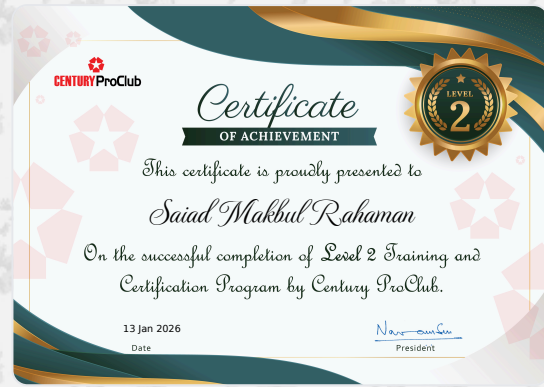 CENTURY ProClub
LEVEL
2
Certificate
OF ACHIEVEMENT
This certificate is proudly presented to
Saiad Makbul Rahaman
On the successful completion of Level 2 Training and
Certification Program by Century ProClub.
13 Jan 2026
Date
President